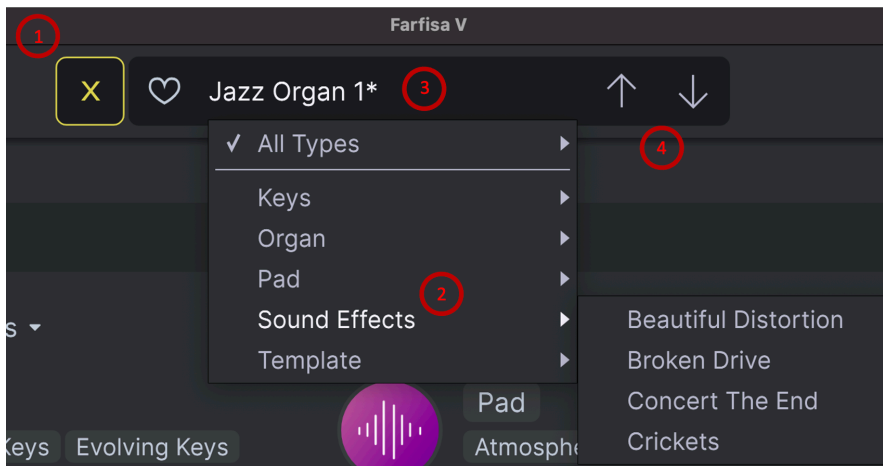 Farfisa V
1
X
Jazz Organ 1*
3
4
All Types
Keys
Organ
Pad
2
Sound Effects
Template
Beautiful Distortion
Broken Drive
Concert The End
Crickets
Pad
Evolving Keys